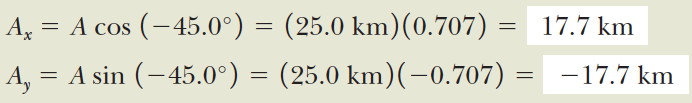 Aₓ = A cos (−45.0°) = (25.0 km)(0.707) = 17.7 km
Aᵧ = A sin (−45.0°) = (25.0 km)(−0.707) = −17.7 km